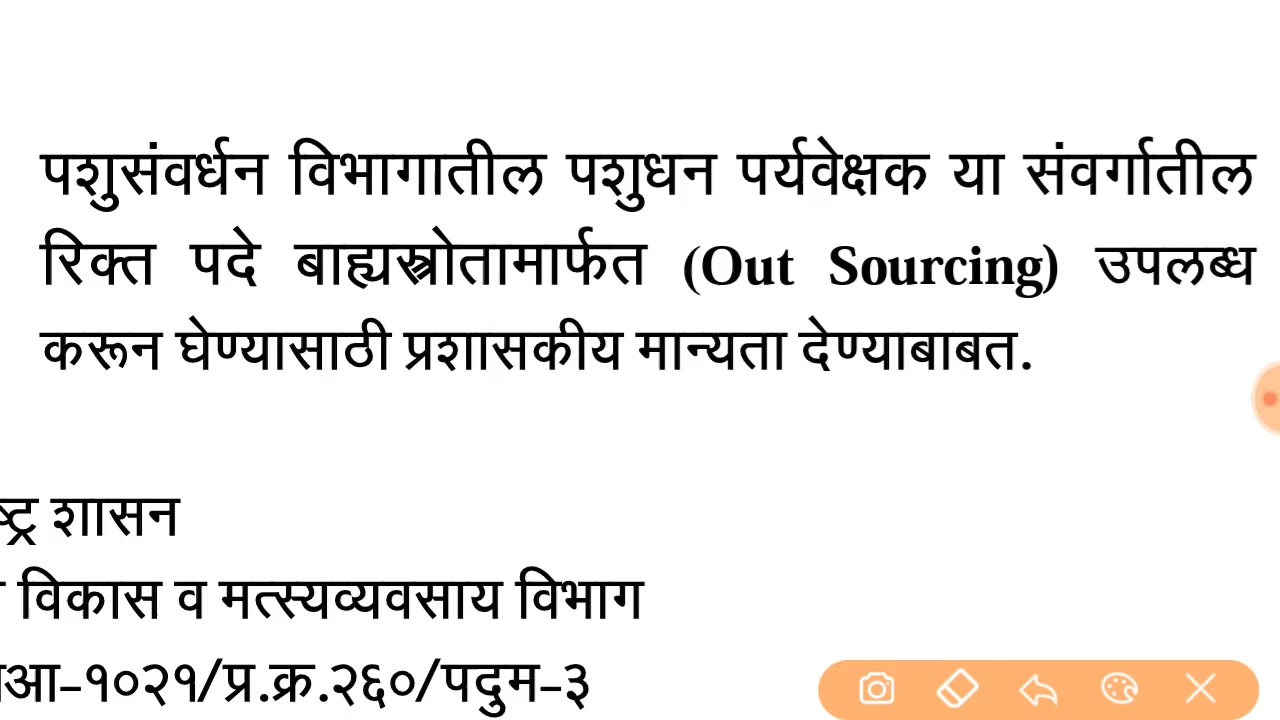 पशुसंवर्धन विभागातील पशुधन पर्यवेक्षक या संवर्गातील
रिक्त पदे बाह्यस्त्रोतामार्फत (Out Sourcing) उपलब्ध
करून घेण्यासाठी प्रशासकीय मान्यता देण्याबाबत.
शासन
विकास व मत्स्यव्यवसाय विभाग
आ-१०२१/प्र.क्र.२६०/पदुम-३